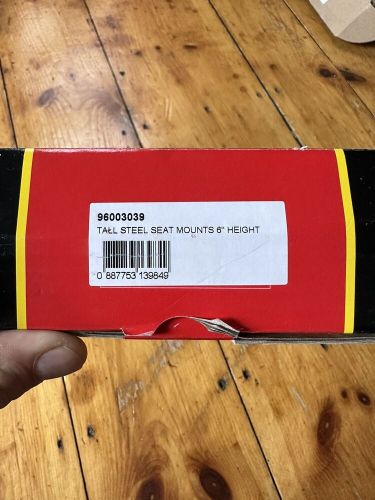 96003039
TALL STEEL SEAT MOUNTS 6" HEIGHT
0 887753 139849